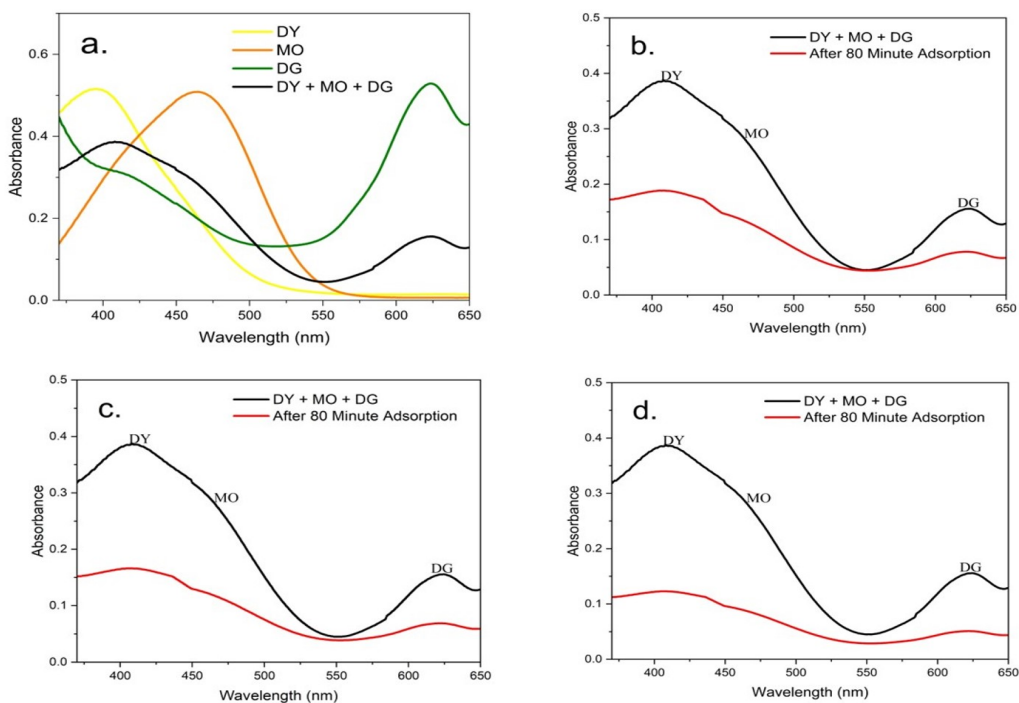 a.
DY
MO
DG
DY + MO + DG
0.6
0.4
0.2
0.0
Absorbance
400 450 500 550 600 650
Wavelength (nm)
b.
DY + MO + DG
After 80 Minute Adsorption
DY
MO
DG
0.5
0.4
0.3
0.2
0.1
0.0
Absorbance
400 450 500 550 600 650
Wavelength (nm)
c.
DY + MO + DG
After 80 Minute Adsorption
DY
MO
DG
0.5
0.4
0.3
0.2
0.1
0.0
Absorbance
400 450 500 550 600 650
Wavelength (nm)
d.
DY + MO + DG
After 80 Minute Adsorption
DY
MO
DG
0.5
0.4
0.3
0.2
0.1
0.0
Absorbance
400 450 500 550 600 650
Wavelength (nm)